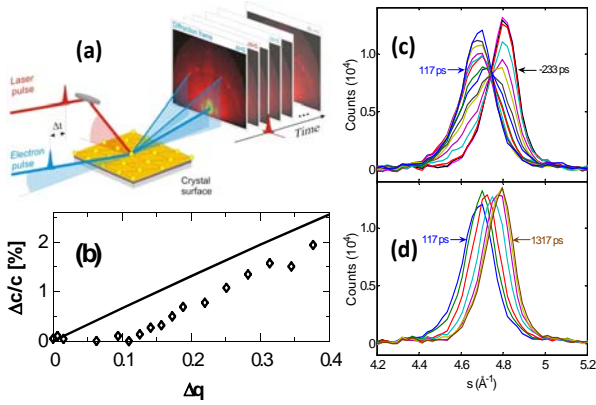 (a)
Diffraction frame
Laser
pulse
Δt
Electron
pulse
Crystal
surface
...
Time
(b)
Δc/c [%]
2
1
0
0
0.1
0.2
0.3
0.4
Δq
(c)
117 ps
-233 ps
Counts (10⁴)
1.0
0.5
0
(d)
117 ps
1317 ps
Counts (10⁴)
1.0
0.5
0
4.2 4.4 4.6 4.8 5 5.2
s (Å⁻¹)